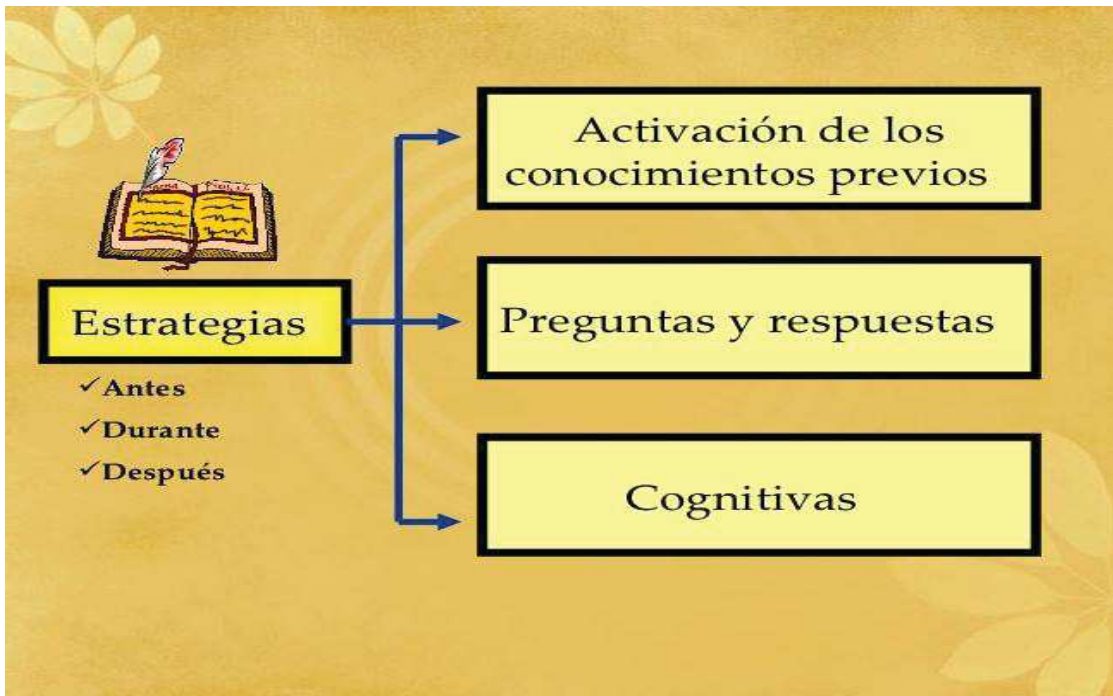 Activación de los
conocimientos previos
Estrategias
Preguntas y respuestas
✓Antes
✓Durante
✓Después
Cognitivas